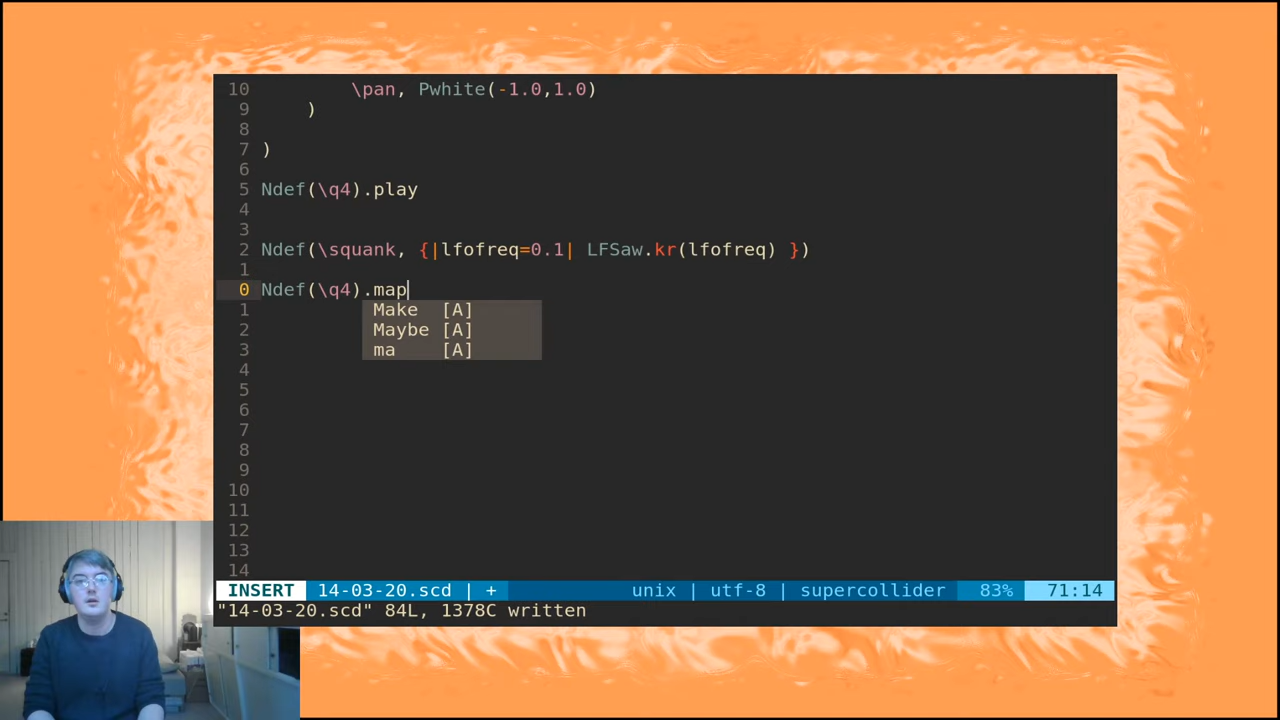 10 \pan, Pwhite(-1.0,1.0)
9 )
8
7 )
6
5 Ndef(\q4).play
4
3
2 Ndef(\squank, {|lfofreq=0.1| LFSaw.kr(lfofreq) })
1
0 Ndef(\q4).map
1 Make [A]
2 Maybe [A]
3 ma [A]
4
5
6
7
8
9
10
11
12
13
14
INSERT 14-03-20.scd | + unix | utf-8 | supercollider 83% 71:14
"14-03-20.scd" 84L, 1378C written